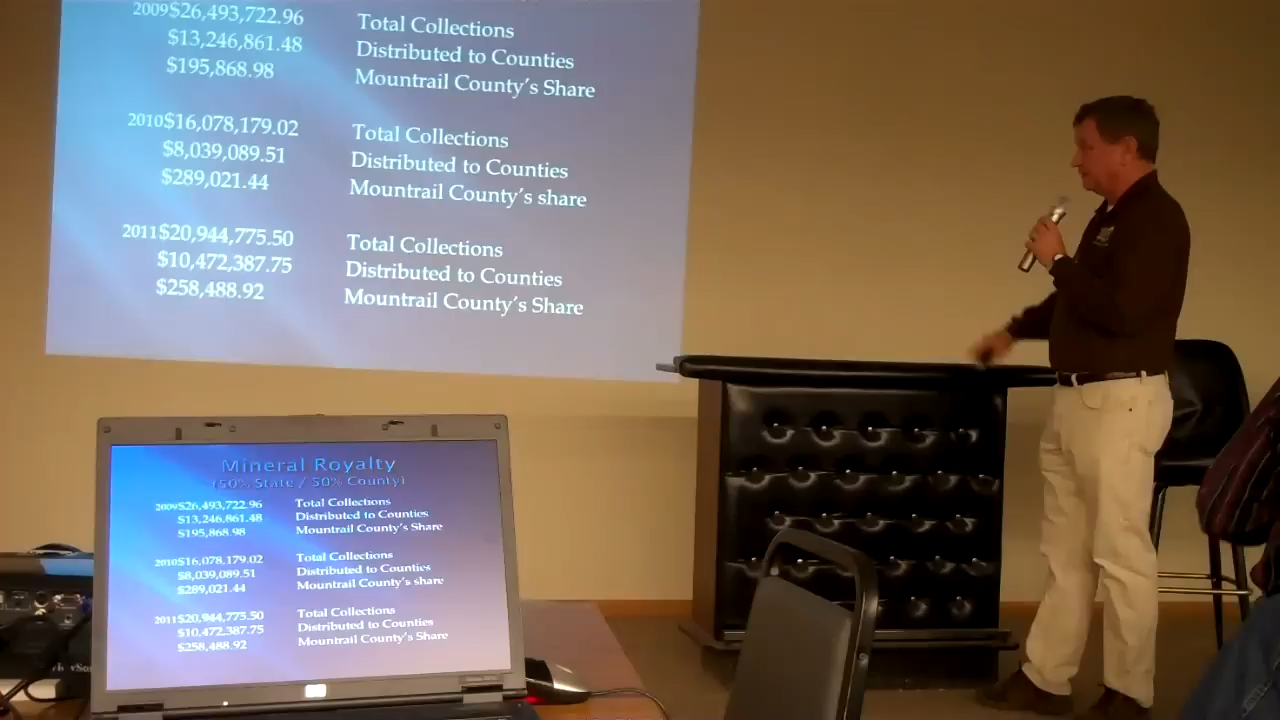 2009$26,493,722.96 Total Collections
$13,246,861.48 Distributed to Counties
$195,868.98 Mountrail County's Share
2010$16,078,179.02 Total Collections
$8,039,089.51 Distributed to Counties
$289,021.44 Mountrail County's share
2011$20,944,775.50 Total Collections
$10,472,387.75 Distributed to Counties
$258,488.92 Mountrail County's Share
Mineral Royalty
(50% State / 50% County)
2009$26,493,722.96 Total Collections
$13,246,861.48 Distributed to Counties
$195,868.98 Mountrail County's Share
2010$16,078,179.02 Total Collections
$8,039,089.51 Distributed to Counties
$289,021.44 Mountrail County's share
2011$20,944,775.50 Total Collections
$10,472,387.75 Distributed to Counties
$258,488.92 Mountrail County's Share
hp